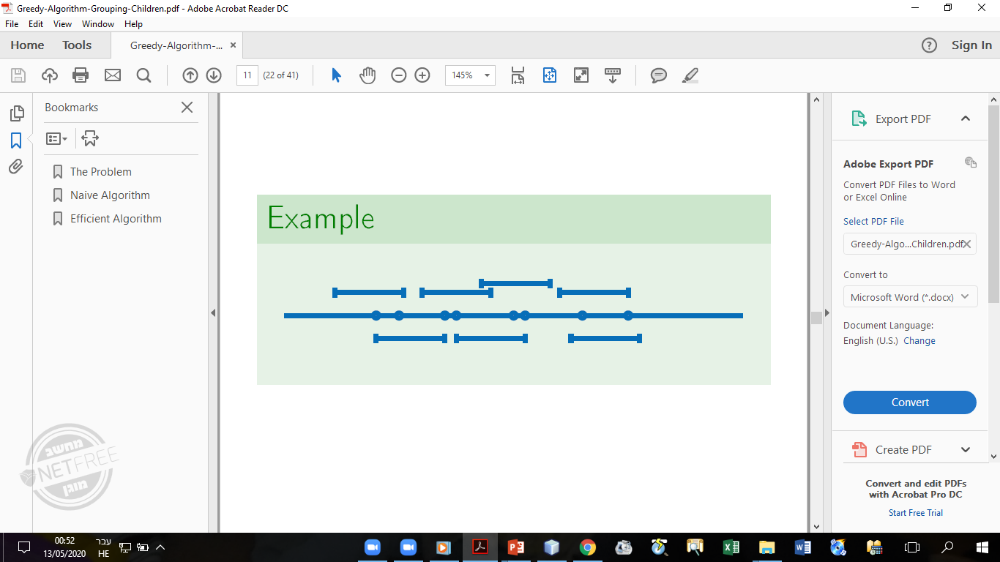 Greedy-Algorithm-Grouping-Children.pdf - Adobe Acrobat Reader DC
File Edit View Window Help
Home Tools Greedy-Algorithm-... × Sign In
11 (22 of 41) 145%
Bookmarks
The Problem
Naive Algorithm
Efficient Algorithm
Example
Export PDF
Adobe Export PDF
Convert PDF Files to Word
or Excel Online
Select PDF File
Greedy-Algo...Children.pdf
Convert to
Microsoft Word (*.docx)
Document Language:
English (U.S.) Change
Convert
Create PDF
Convert and edit PDFs
with Acrobat Pro DC
Start Free Trial
מחשב
NETFREE
מוגן
00:52
13/05/2020
עבר
HE